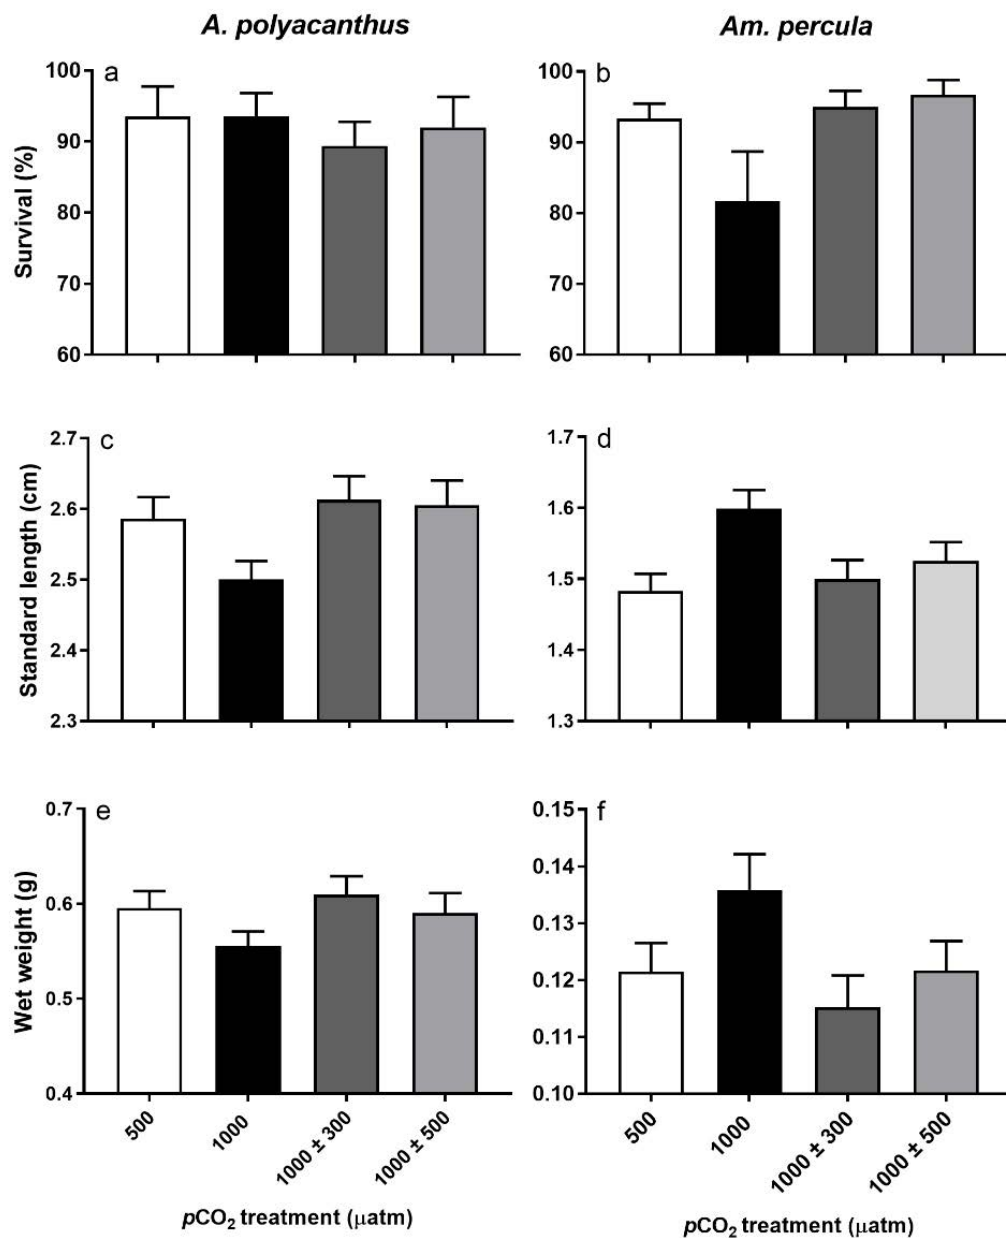 A. polyacanthus
Am. percula
a
100
90
80
70
60
Survival (%)
b
100
90
80
70
60
c
2.7
2.6
2.5
2.4
2.3
Standard length (cm)
d
1.7
1.6
1.5
1.4
1.3
e
0.7
0.6
0.5
0.4
Wet weight (g)
500
1000
1000 ± 300
1000 ± 500
pCO₂ treatment (µatm)
f
0.15
0.14
0.13
0.12
0.11
0.10
500
1000
1000 ± 300
1000 ± 500
pCO₂ treatment (µatm)